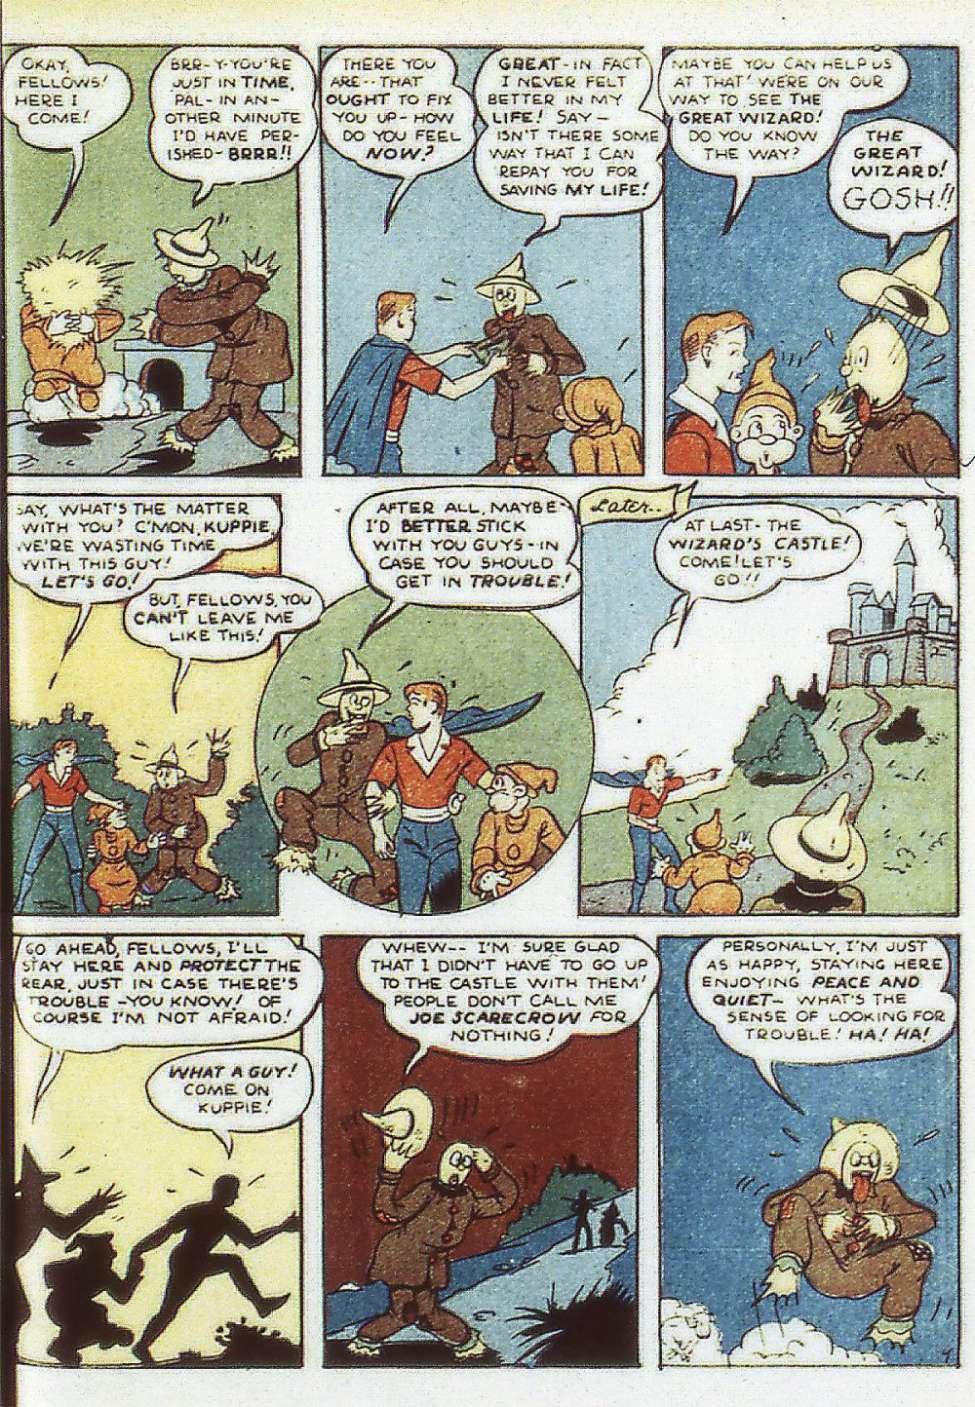 OKAY,
FELLOWS!
HERE I
COME!
BRR-Y-YOU'RE
JUST IN TIME,
PAL- IN AN-
OTHER MINUTE
I'D HAVE PER-
ISHED- BRRR!!
THERE YOU
ARE-- THAT
OUGHT TO FIX
YOU UP- HOW
DO YOU FEEL
NOW?
GREAT- IN FACT
I NEVER FELT
BETTER IN MY
LIFE! SAY-
ISN'T THERE SOME
WAY THAT I CAN
REPAY YOU FOR
SAVING MY LIFE!
MAYBE YOU CAN HELP US
AT THAT! WE'RE ON OUR
WAY TO SEE THE
GREAT WIZARD!
DO YOU KNOW
THE WAY?
THE
GREAT
WIZARD!
GOSH!!
SAY, WHAT'S THE MATTER
WITH YOU? C'MON, KUPPIE,
WE'RE WASTING TIME
WITH THIS GUY!
LET'S GO!
BUT, FELLOWS, YOU
CAN'T LEAVE ME
LIKE THIS!
AFTER ALL, MAYBE
I'D BETTER STICK
WITH YOU GUYS- IN
CASE YOU SHOULD
GET IN TROUBLE!
Later..
AT LAST- THE
WIZARD'S CASTLE!
COME! LET'S
GO!!
GO AHEAD, FELLOWS, I'LL
STAY HERE AND PROTECT THE
REAR, JUST IN CASE THERE'S
TROUBLE -YOU KNOW! OF
COURSE I'M NOT AFRAID!
WHAT A GUY!
COME ON
KUPPIE!
WHEW-- I'M SURE GLAD
THAT I DIDN'T HAVE TO GO UP
TO THE CASTLE WITH THEM!
PEOPLE DON'T CALL ME
JOE SCARECROW FOR
NOTHING!
PERSONALLY, I'M JUST
AS HAPPY, STAYING HERE
ENJOYING PEACE AND
QUIET- WHAT'S THE
SENSE OF LOOKING FOR
TROUBLE! HA! HA!
4